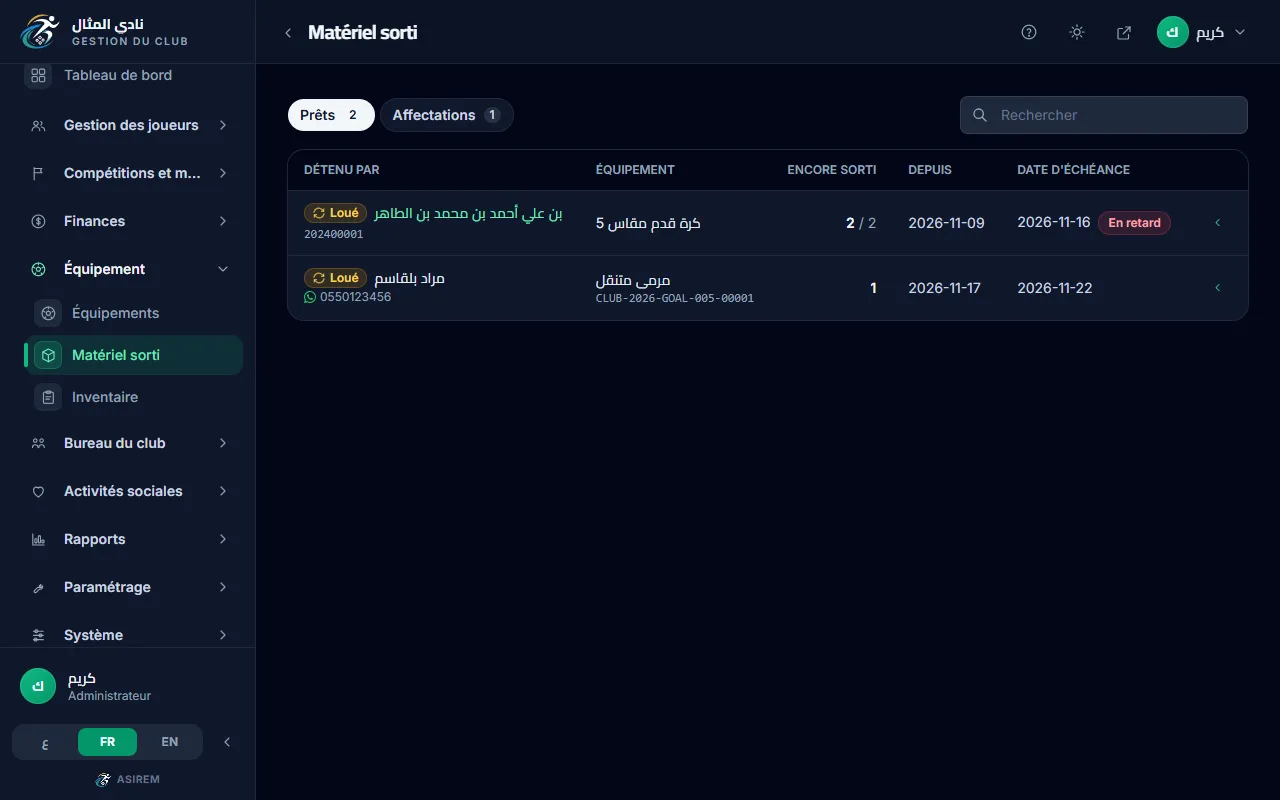 نادي المثال
GESTION DU CLUB
Tableau de bord
Gestion des joueurs
Compétitions et m...
Finances
Équipement
Équipements
Matériel sorti
Inventaire
Bureau du club
Activités sociales
Rapports
Paramétrage
Système
ك
كريم
Administrateur
ع FR EN
ASIREM
Matériel sorti
ك كريم
Prêts 2 Affectations 1
Rechercher
DÉTENU PAR ÉQUIPEMENT ENCORE SORTI DEPUIS DATE D'ÉCHÉANCE
Loué بن علي أحمد بن محمد بن الطاهر
202400001
كرة قدم مقاس 5
2 / 2
2026-11-09
2026-11-16 En retard
Loué مراد بلقاسم
0550123456
مرمى متنقل
CLUB-2026-GOAL-005-00001
1
2026-11-17
2026-11-22